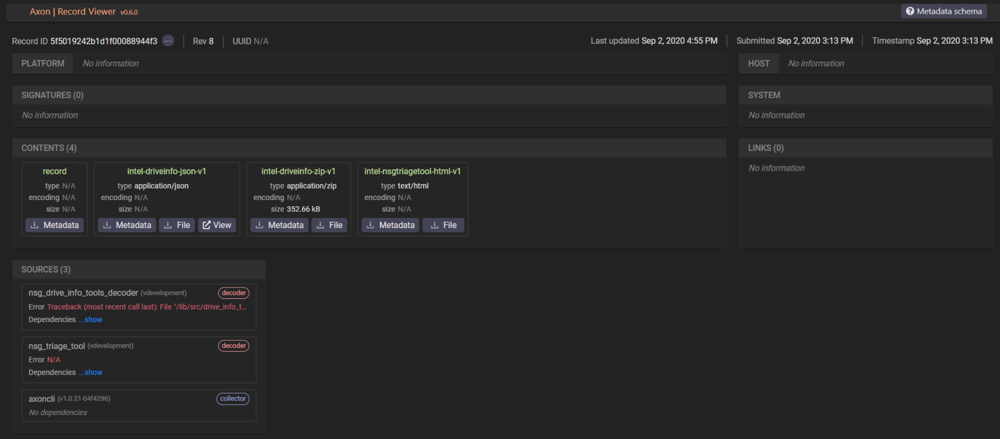 Axon | Record Viewer v0.6.0
Metadata schema
Record ID 5f5019242b1d1f00088944f3 ... | Rev 8 | UUID N/A
Last updated Sep 2, 2020 4:55 PM | Submitted Sep 2, 2020 3:13 PM | Timestamp Sep 2, 2020 3:13 PM
PLATFORM No information
HOST No information
SIGNATURES (0)
No information
SYSTEM
No information
CONTENTS (4)
record
type N/A
encoding N/A
size N/A
Metadata
intel-driveinfo-json-v1
type application/json
encoding N/A
size N/A
Metadata File View
intel-driveinfo-zip-v1
type application/zip
encoding N/A
size 352.66 kB
Metadata File
intel-nsgtriagetool-html-v1
type text/html
encoding N/A
size N/A
Metadata File
LINKS (0)
No information
SOURCES (3)
nsg_drive_info_tools_decoder (vdevelopment) decoder
Error Traceback (most recent call last): File "/lib/src/drive_info_t...
Dependencies ...show
nsg_triage_tool (vdevelopment) decoder
Error N/A
Dependencies ...show
axoncli (v1.0.21-04f4296) collector
No dependencies